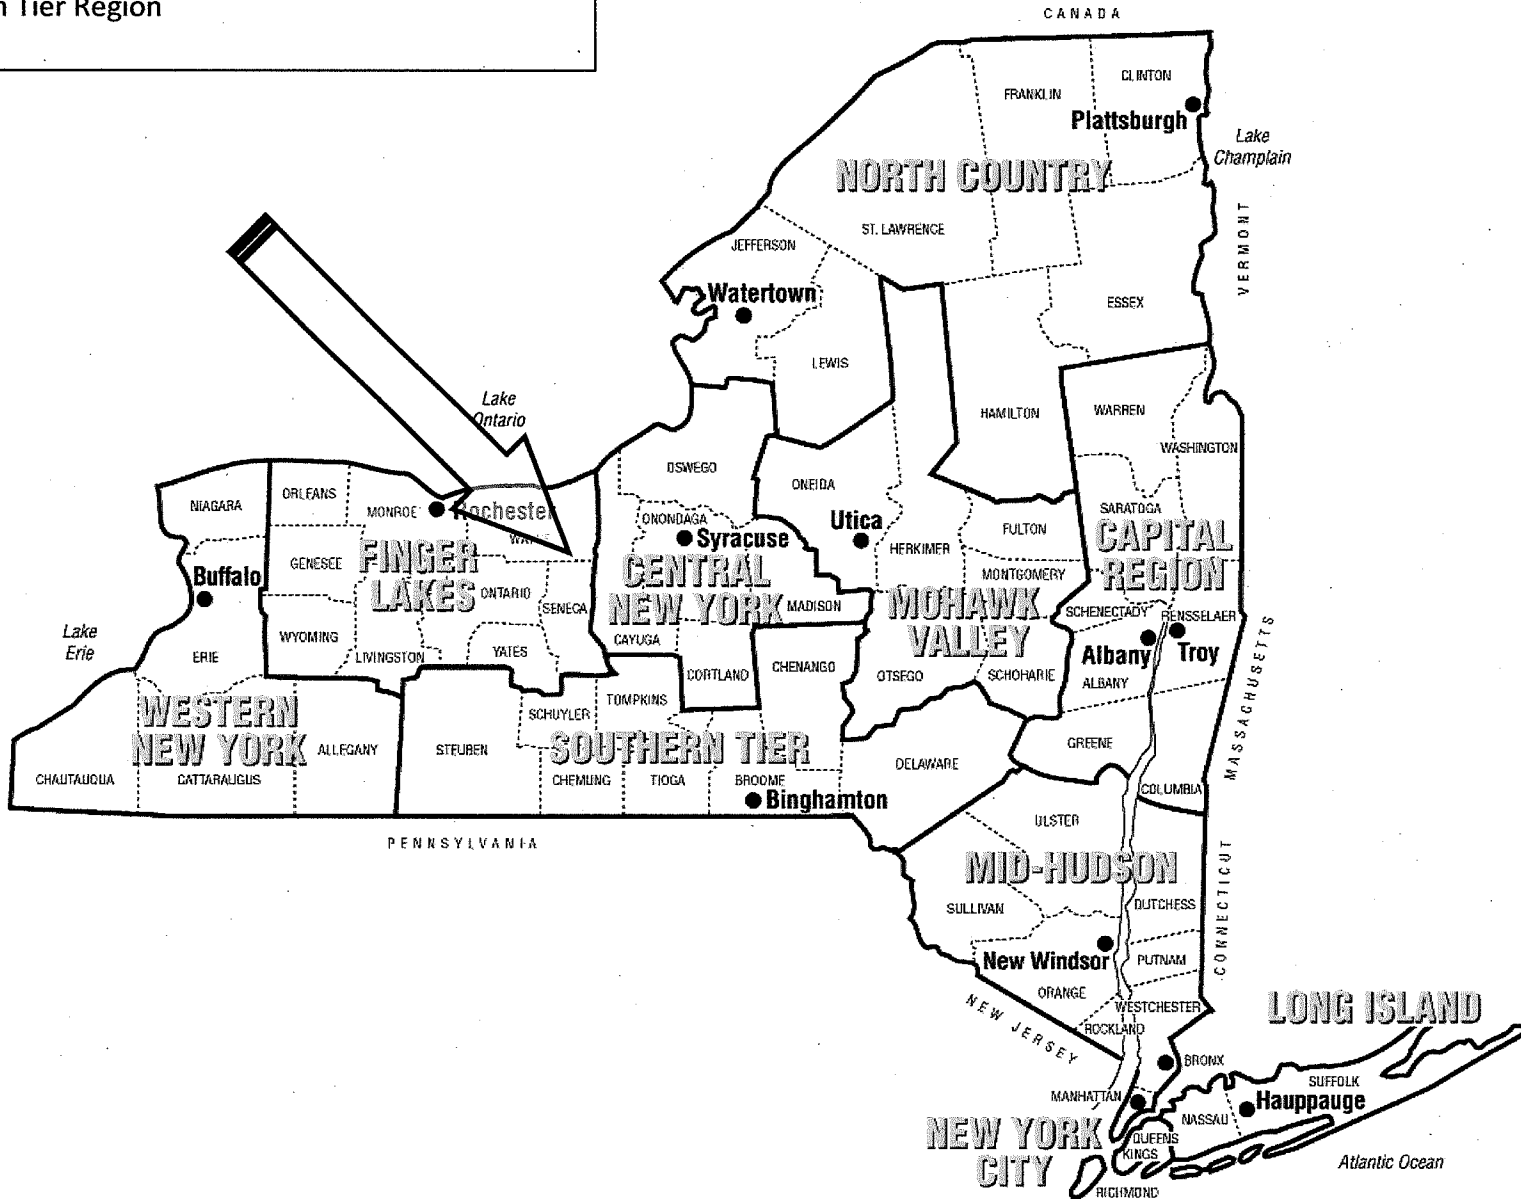 n Tier Region
CANADA
CLINTON
FRANKLIN
Plattsburgh
Lake
Champlain
NORTH COUNTRY
VERMONT
ST. LAWRENCE
JEFFERSON
Watertown
ESSEX
LEWIS
Lake
Ontario
HAMILTON
WARREN
WASHINGTON
OSWEGO
ONEIDA
NIAGARA
ORLEANS
MONROE
Rochester
WAYNE
ONONDAGA
Syracuse
Utica
HERKIMER
FULTON
SARATOGA
CAPITAL
REGION
MONTGOMERY
GENESEE
FINGER
LAKES
ONTARIO
SENECA
CENTRAL
NEW YORK
MADISON
MOHAWK
VALLEY
SCHENECTADY
RENSSELAER
Buffalo
Lake
Erie
ERIE
WYOMING
LIVINGSTON
YATES
CAYUGA
CORTLAND
CHENANGO
OTSEGO
SCHOHARIE
Albany
Troy
ALBANY
MASSACHUSETTS
WESTERN
NEW YORK
CHAUTAUQUA
CATTARAUGUS
ALLEGANY
STEUBEN
SCHUYLER
TOMPKINS
SOUTHERN TIER
CHEMUNG
TIOGA
BROOME
Binghamton
DELAWARE
GREENE
COLUMBIA
PENNSYLVANIA
ULSTER
MID-HUDSON
SULLIVAN
DUTCHESS
CONNECTICUT
New Windsor
PUTNAM
ORANGE
WESTCHESTER
ROCKLAND
NEW JERSEY
LONG ISLAND
BRONX
MANHATTAN
SUFFOLK
Hauppauge
NASSAU
NEW YORK
CITY
QUEENS
KINGS
RICHMOND
Atlantic Ocean